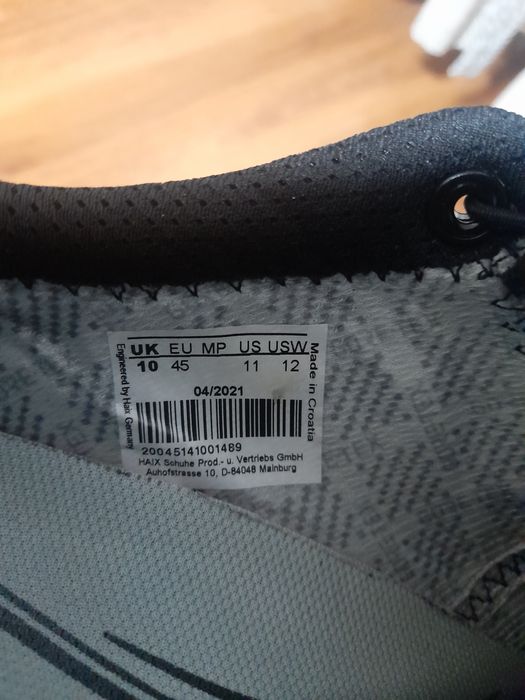 UK EU MP US USW
10 45 11 12
04/2021
20045141001489
HAIX Schuhe Prod.- u. Vertriebs GmbH
Auhofstrasse 10, D-84048 Mainburg
Engineered by Haix Germany
Made in Croatia